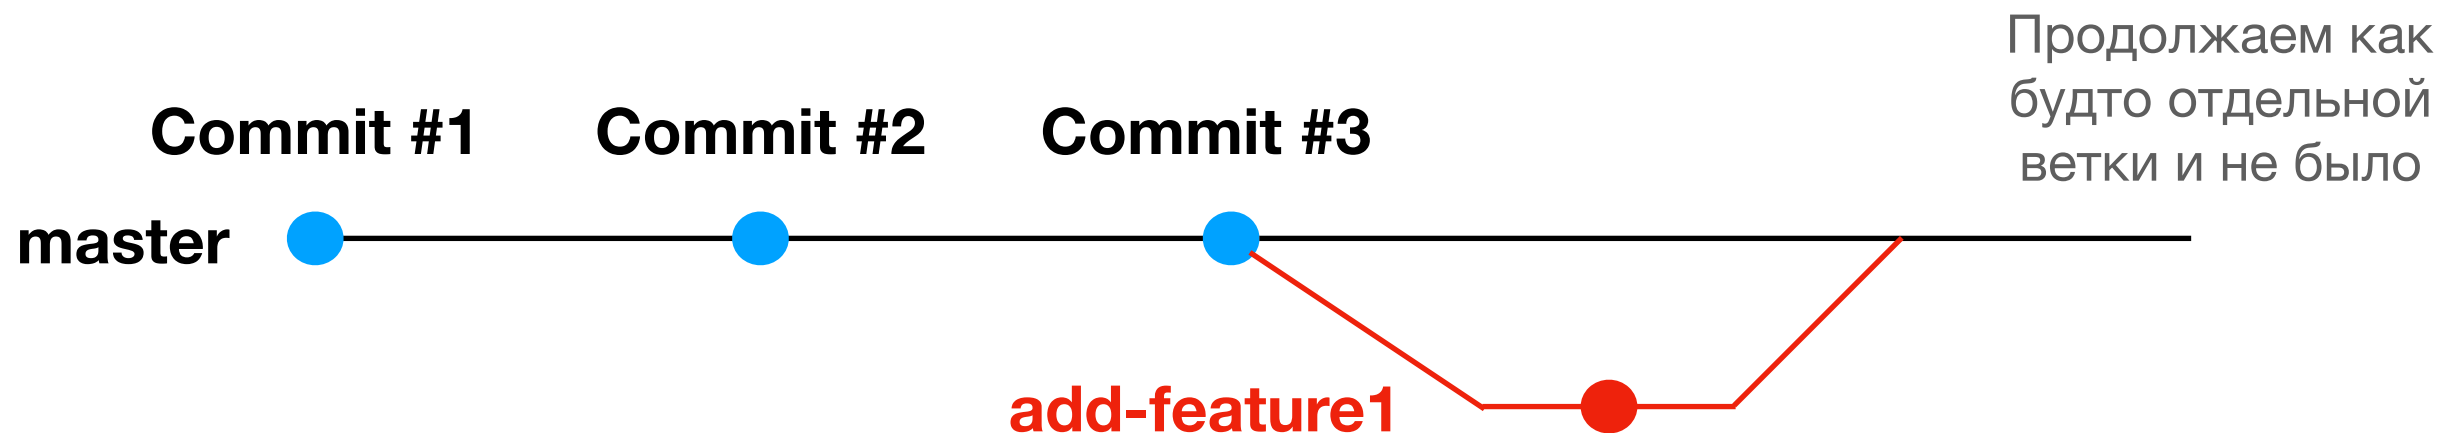 Продолжаем как
будто отдельной
ветки и не было
Commit #1 Commit #2 Commit #3
master
add-feature1